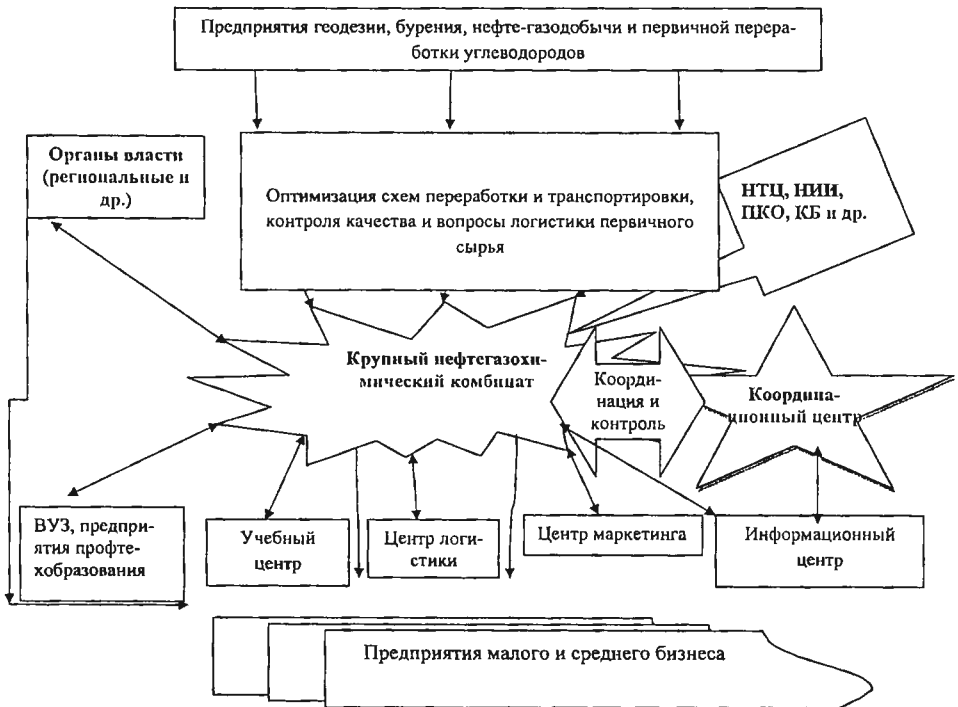 Предприятия геодезии, бурения, нефте-газодобычи и первичной перера-
ботки углеводородов
Органы власти
(региональные и
др.)
Оптимизация схем переработки и транспортировки,
контроля качества и вопросы логистики первичного
сырья
НТЦ, НИИ,
ПКО, КБ и др.
Крупный нефтегазохи-
мический комбинат
Коорди-
нация и
контроль
Координа-
ционный центр
ВУЗ, предпри-
ятия профте-
хобразования
Учебный
центр
Центр логи-
стики
Центр маркетинга
Информационный
центр
Предприятия малого и среднего бизнеса